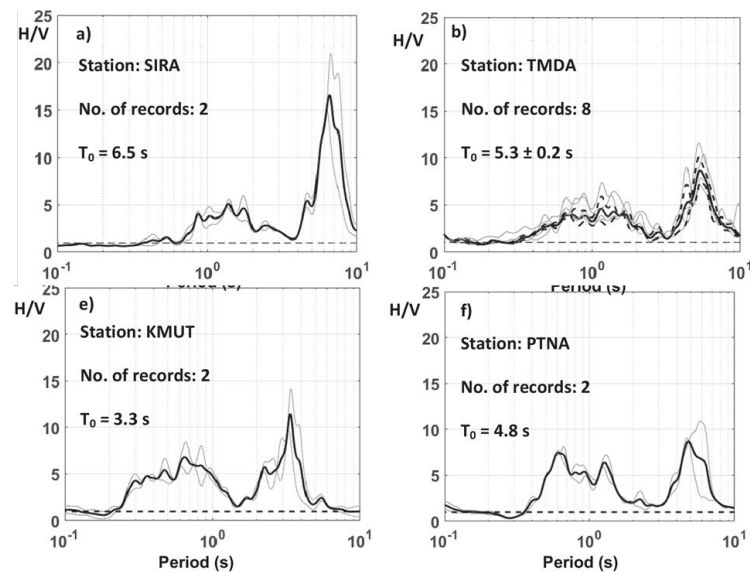 H/V
25
20
15
10
5
0
a)
Station: SIRA
No. of records: 2
T₀ = 6.5 s
10⁻¹
10⁰
10¹
H/V
25
20
15
10
5
0
b)
Station: TMDA
No. of records: 8
T₀ = 5.3 ± 0.2 s
10⁻¹
10⁰
10¹
Period (s)
Period (s)
H/V
25
20
15
10
5
0
e)
Station: KMUT
No. of records: 2
T₀ = 3.3 s
10⁻¹
10⁰
10¹
Period (s)
H/V
25
20
15
10
5
0
f)
Station: PTNA
No. of records: 2
T₀ = 4.8 s
10⁻¹
10⁰
10¹
Period (s)